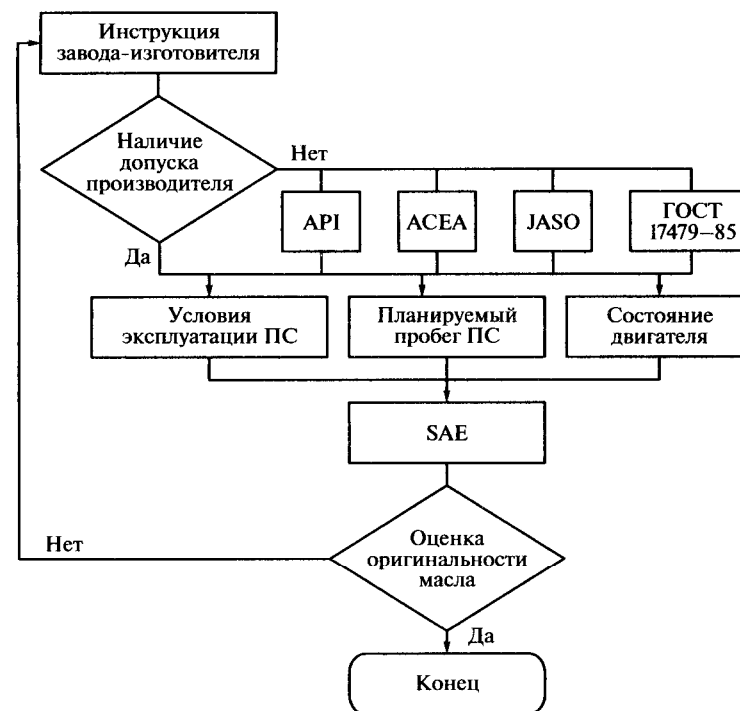 Инструкция
завода-изготовителя
Наличие
допуска
производителя
Нет
API
ACEA
JASO
ГОСТ
17479—85
Да
Условия
эксплуатации ПС
Планируемый
пробег ПС
Состояние
двигателя
SAE
Нет
Оценка
оригинальности
масла
Да
Конец